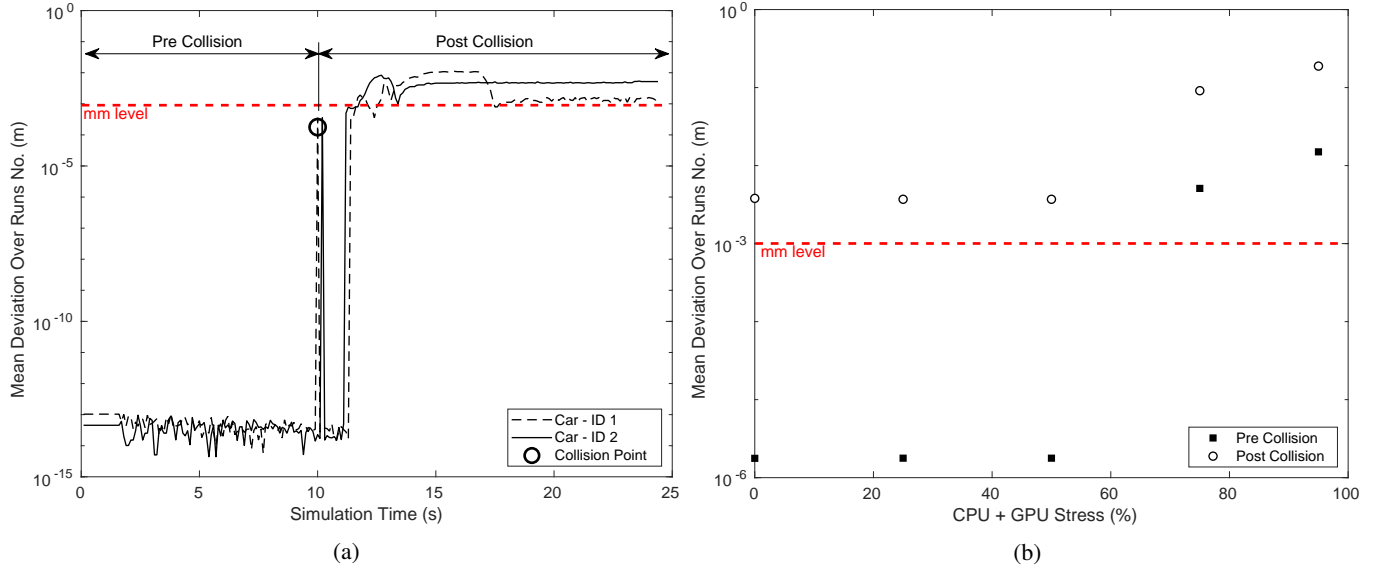 10^0
Pre Collision
Post Collision
mm level
10^-5
10^-10
10^-15
Mean Deviation Over Runs No. (m)
Car - ID 1
Car - ID 2
Collision Point
0 5 10 15 20 25
Simulation Time (s)
(a)
10^0
10^-3
mm level
10^-6
Mean Deviation Over Runs No. (m)
Pre Collision
Post Collision
0 20 40 60 80 100
CPU + GPU Stress (%)
(b)